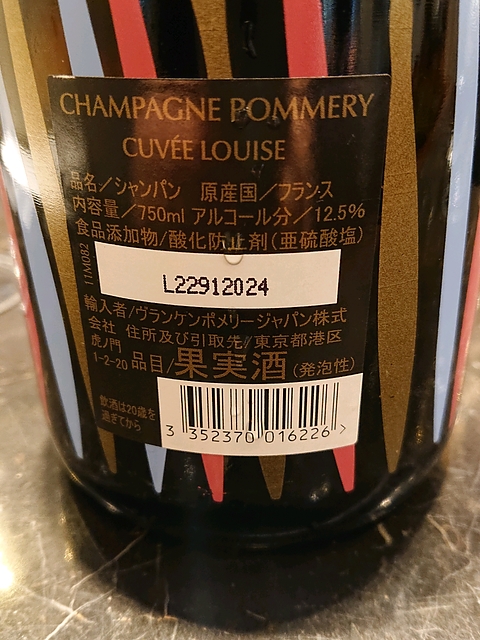 CHAMPAGNE POMMERY
CUVÉE LOUISE
品名/シャンパン 原産国/フランス
内容量/750ml アルコール分/12.5%
食品添加物/酸化防止剤(亜硫酸塩)
11M082
L22912024
輸入者/ヴランケンポメリージャパン株式
会社 住所及び引取先/東京都港区
虎ノ門
1-2-20 品目/果実酒(発泡性)
飲酒は20歳を
過ぎてから
3 352370 016226 >